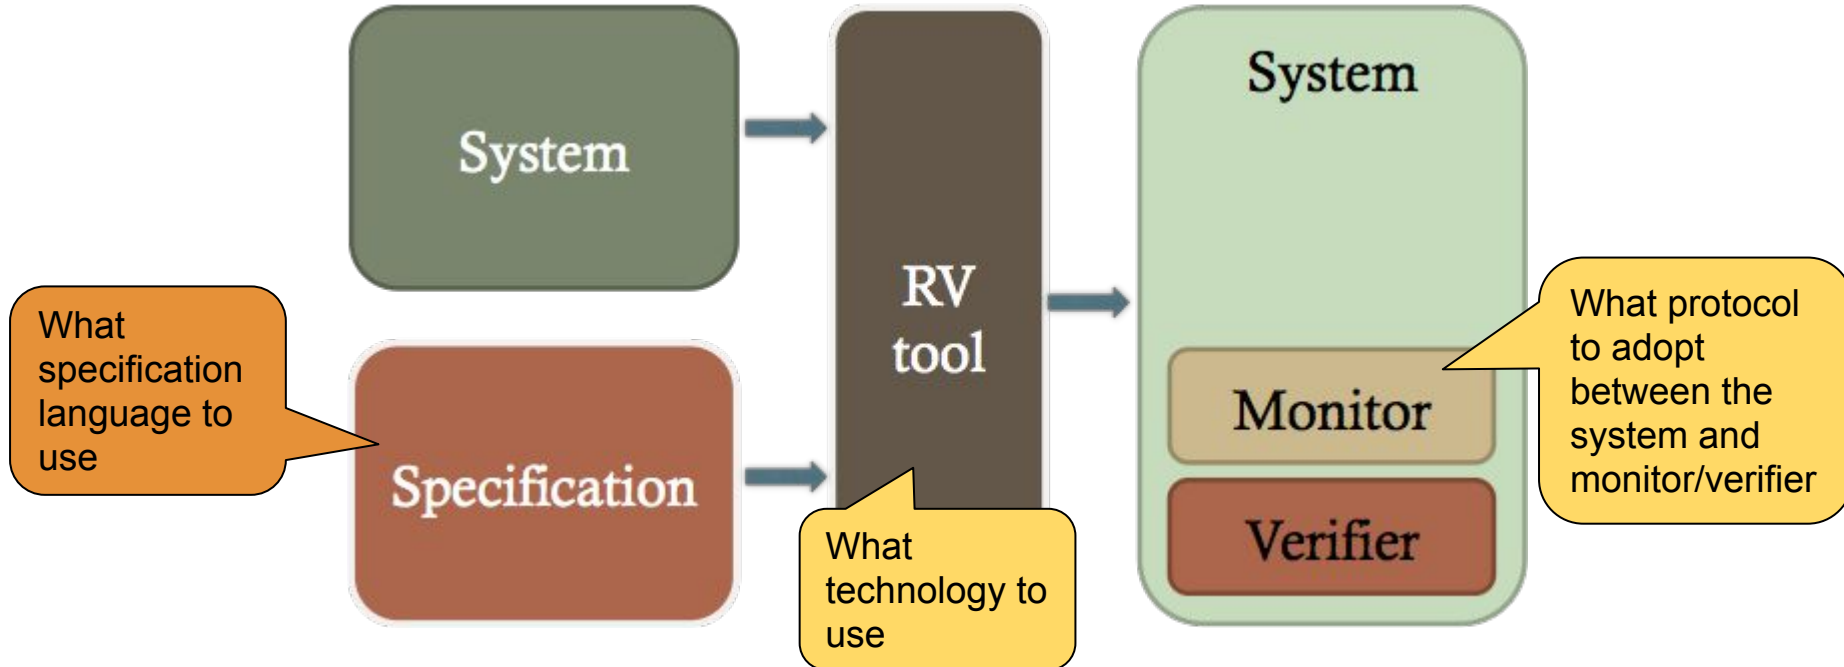 System
What
specification
language to
use
Specification
RV
tool
What
technology to
use
System
Monitor
Verifier
What protocol
to adopt
between the
system and
monitor/verifier